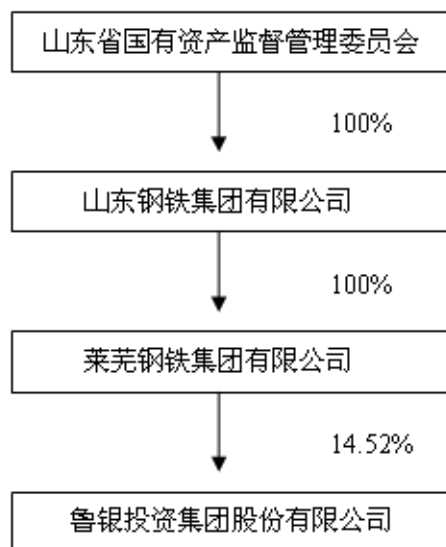 山东省国有资产监督管理委员会
100%
山东钢铁集团有限公司
100%
莱芜钢铁集团有限公司
14.52%
鲁银投资集团股份有限公司